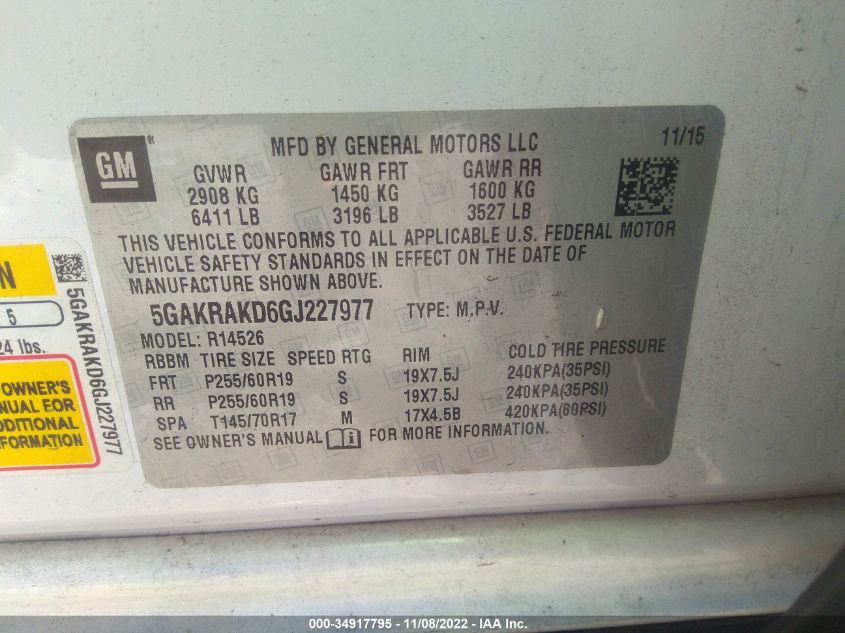 GM
MFD BY GENERAL MOTORS LLC
11/15
GVWR GAWR FRT GAWR RR
2908 KG 1450 KG 1600 KG
6411 LB 3196 LB 3527 LB
THIS VEHICLE CONFORMS TO ALL APPLICABLE U.S. FEDERAL MOTOR
VEHICLE SAFETY STANDARDS IN EFFECT ON THE DATE OF
MANUFACTURE SHOWN ABOVE.
5GAKRAKD6GJ227977 TYPE: M.P.V.
MODEL: R14526
RBBM TIRE SIZE SPEED RTG RIM COLD TIRE PRESSURE
FRT P255/60R19 S 19X7.5J 240KPA(35PSI)
RR P255/60R19 S 19X7.5J 240KPA(35PSI)
SPA T145/70R17 M 17X4.5B 420KPA(60PSI)
SEE OWNER'S MANUAL FOR MORE INFORMATION.
N
5
24 lbs.
OWNER'S
ANUAL FOR
DDITIONAL
FORMATION
5GAKRAKD6GJ227977
000-34917795 - 11/08/2022 - IAA Inc.